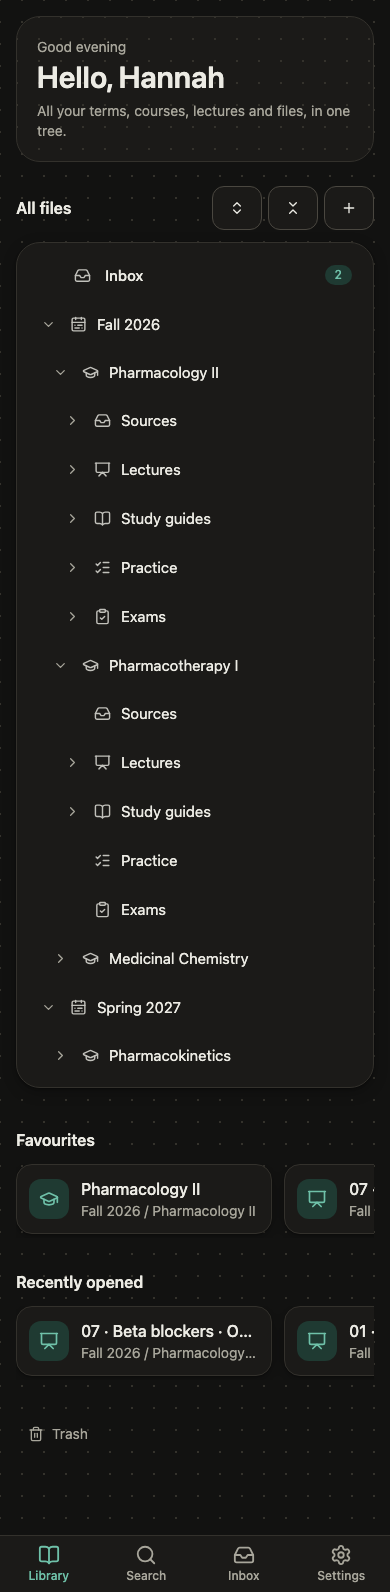 Good evening
Hello, Hannah
All your terms, courses, lectures and files, in one
tree.
All files
Inbox
2
Fall 2026
Pharmacology II
Sources
Lectures
Study guides
Practice
Exams
Pharmacotherapy I
Sources
Lectures
Study guides
Practice
Exams
Medicinal Chemistry
Spring 2027
Pharmacokinetics
Favourites
Pharmacology II
Fall 2026 / Pharmacology II
07 ·
Fall
Recently opened
07 · Beta blockers · O...
Fall 2026 / Pharmacology...
01 ·
Fall
Trash
Library
Search
Inbox
Settings